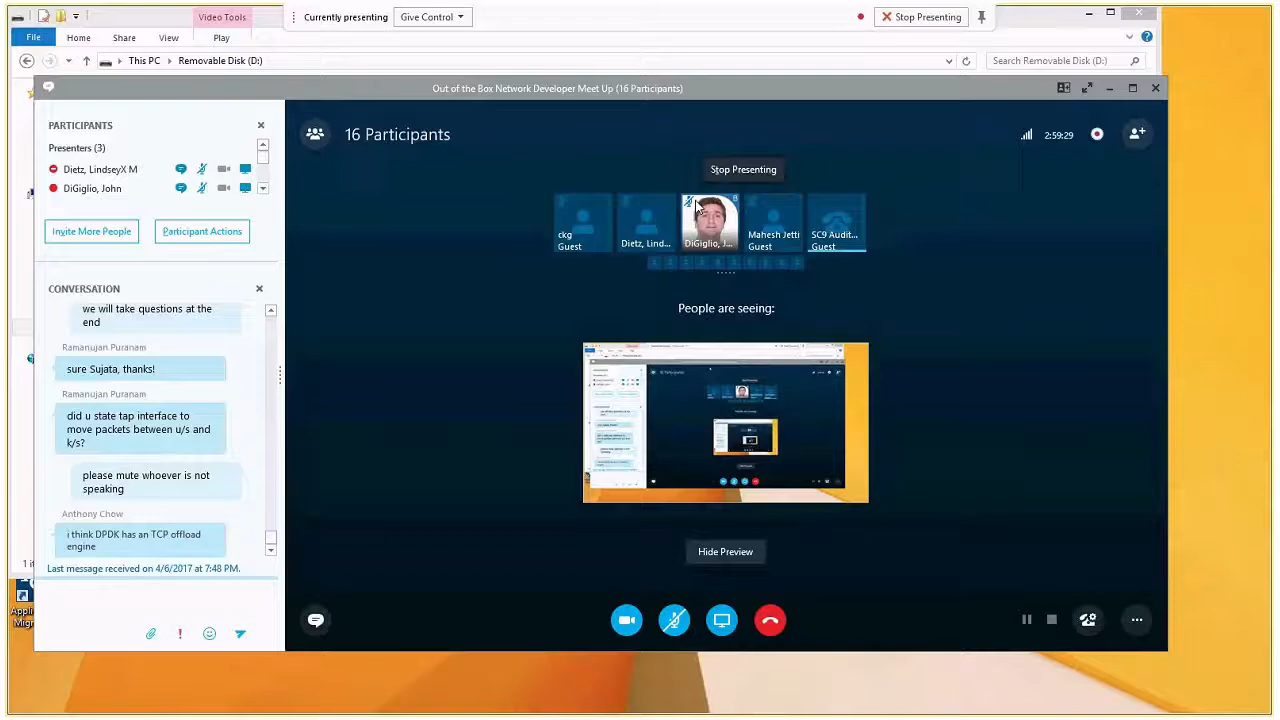 Video Tools
Currently presenting
Give Control
Stop Presenting
File
Home
Share
View
Play
This PC
Removable Disk (D:)
Search Removable Disk (D:)
Out of the Box Network Developer Meet Up (16 Participants)
PARTICIPANTS
Presenters (3)
Dietz, LindseyX M
DiGiglio, John
Invite More People
Participant Actions
CONVERSATION
we will take questions at the
end
Ramanujan Puranam
Sure Sujata, thanks
Ramanujan Puranam
did u state tap interface to
move packets between u/s and
k/s?
please mute when you're not
speaking
Anthony Chow
i think DPDK has an TCP offload
engine
Last message received on 4/6/2017 at 7:48 PM.
16 Participants
2:59:29
Stop Presenting
ckg
Guest
Dietz, Lind...
DiGiglio, J...
Mahesh Jetti
Guest
SC9 Audit...
Guest
People are seeing:
Hide Preview